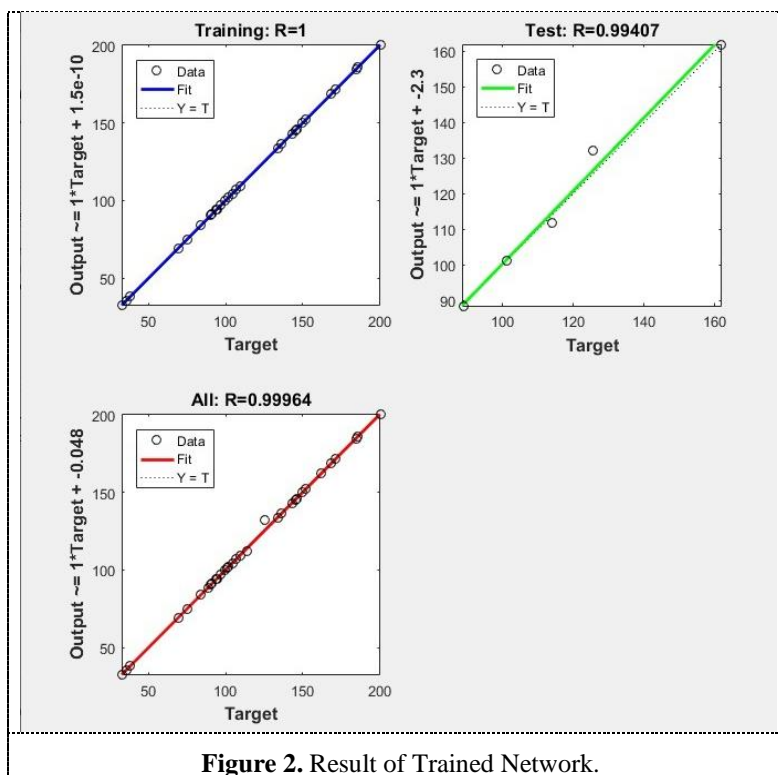 Training: R=1
Output ~= 1*Target + 1.5e-10
200
150
100
50
Data
Fit
Y = T
50
100
150
200
Target
Test: R=0.99407
Output ~= 1*Target + -2.3
160
150
140
130
120
110
100
90
Data
Fit
Y = T
100
120
140
160
Target
All: R=0.99964
Output ~= 1*Target + -0.048
200
150
100
50
Data
Fit
Y = T
50
100
150
200
Target
Figure 2. Result of Trained Network.